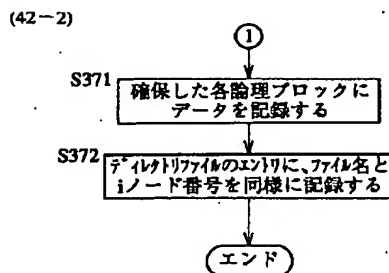 (42-2)
1
S371
確保した各論理ブロックに
データを記録する
S372
ディレクトリファイルのエントリに、ファイル名と
iノード番号を同様に記録する
エンド